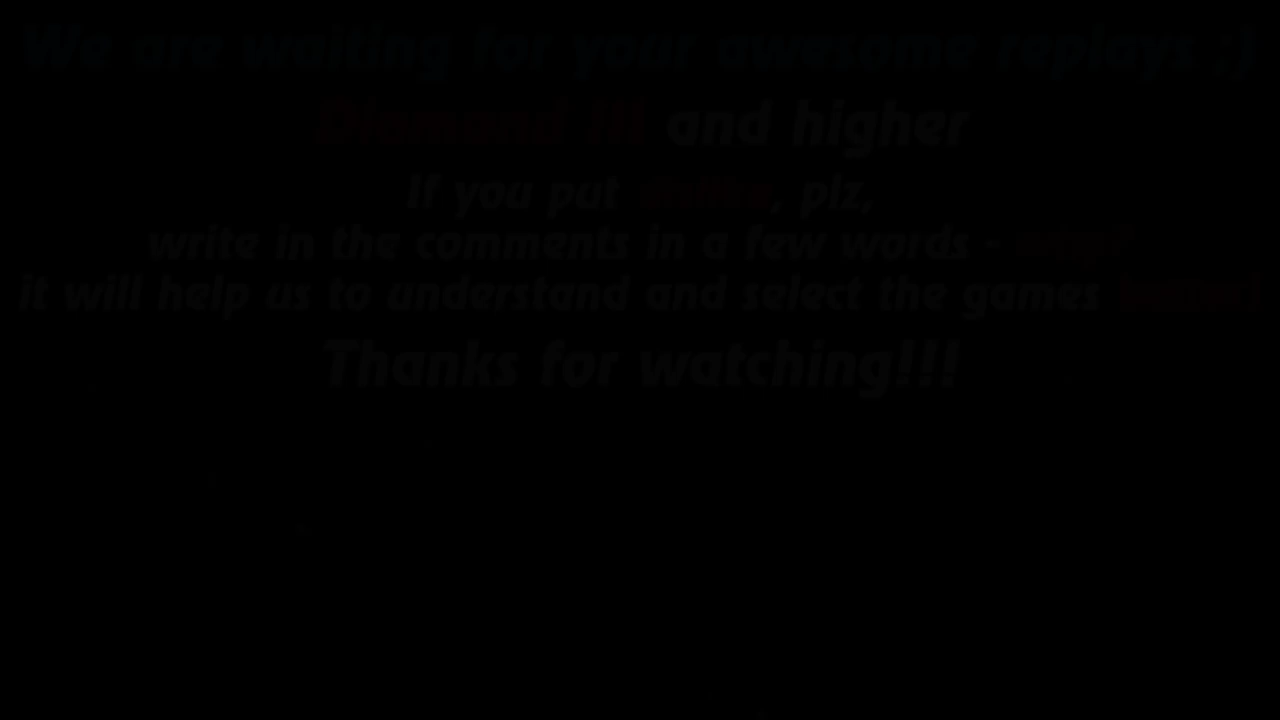 We are waiting for your awesome replays ;)
Diamond III and higher
If you put dislike, plz,
write in the comments in a few words - why?
it will help us to understand and select the games better!
Thanks for watching!!!